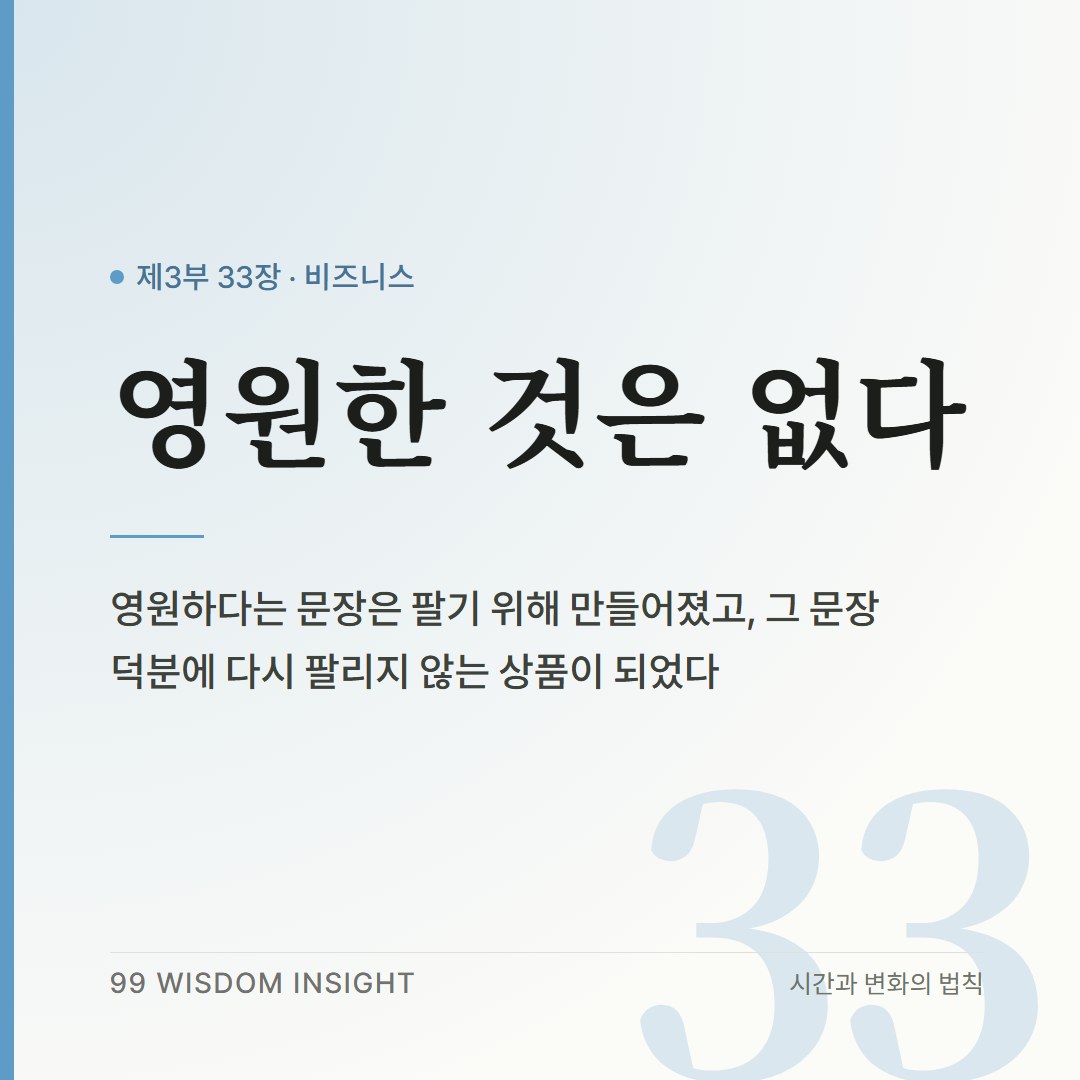 제3부 33장 · 비즈니스
영원한 것은 없다
영원하다는 문장은 팔기 위해 만들어졌고, 그 문장
덕분에 다시 팔리지 않는 상품이 되었다
33
99 WISDOM INSIGHT
시간과 변화의 법칙